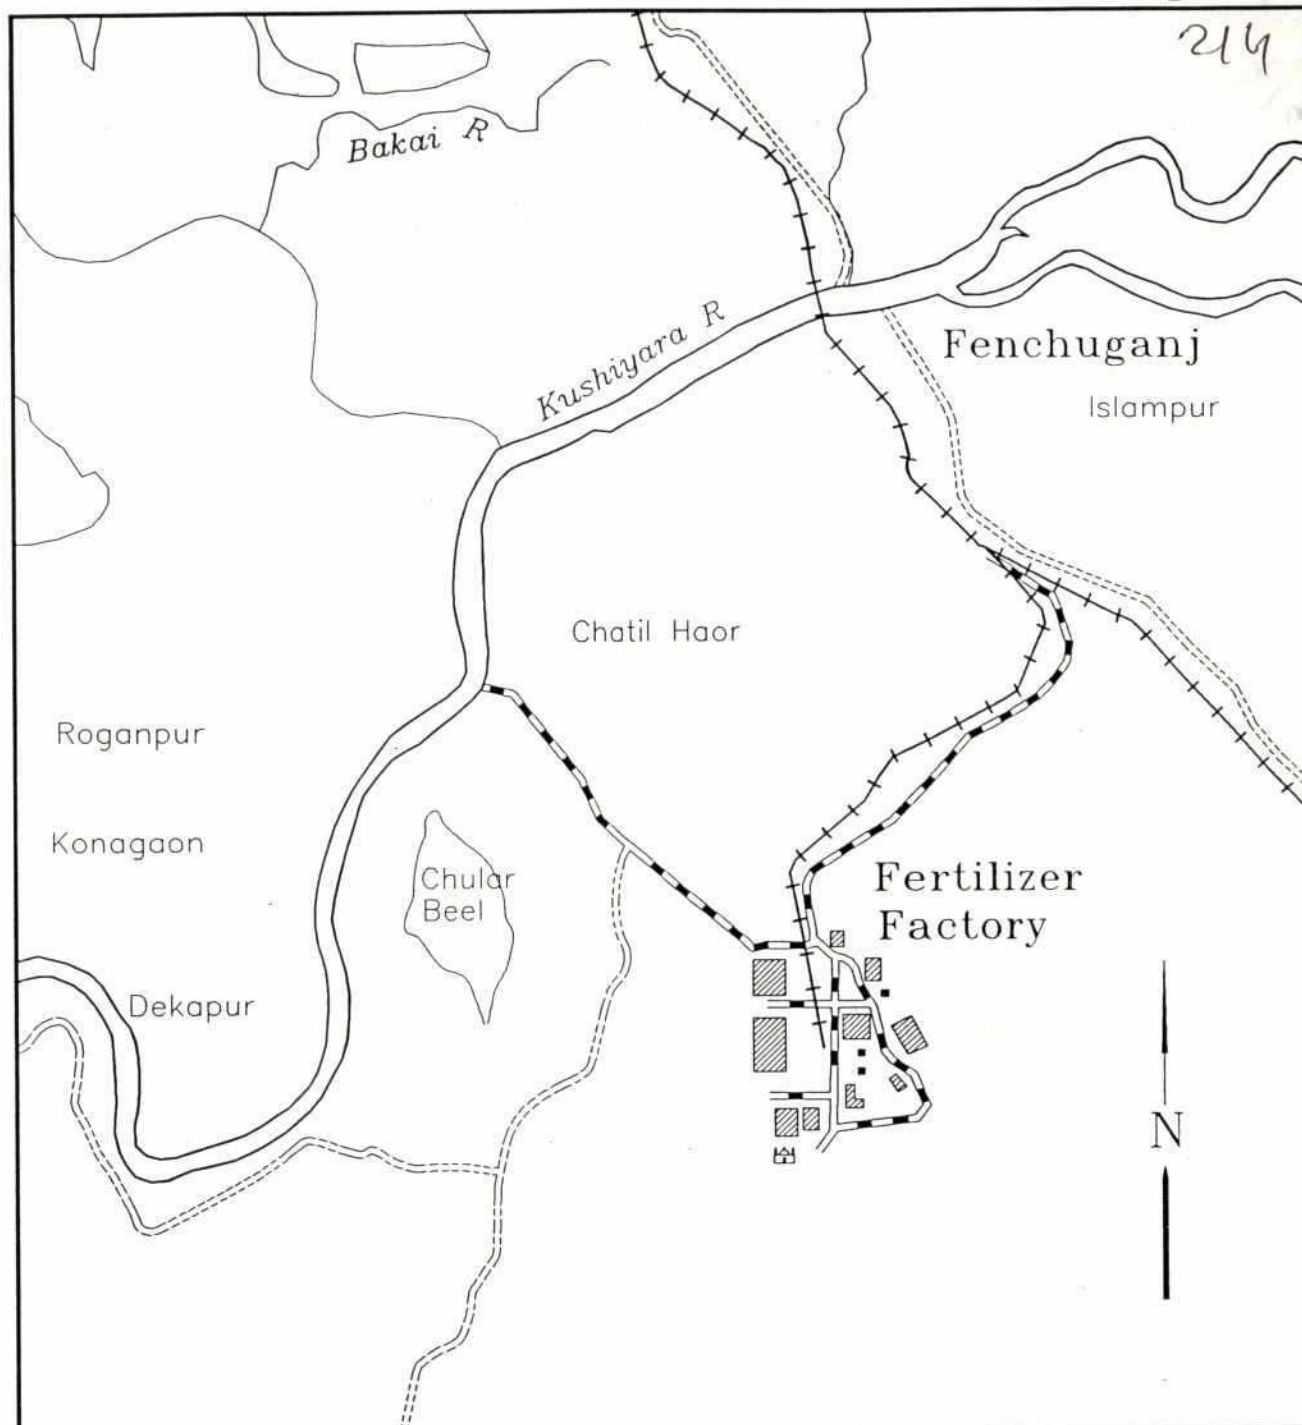 214
Bakai R
Kushiyara R
Fenchuganj
Islampur
Chatil Haor
Roganpur
Konagaon
Chular
Beel
Fertilizer
Factory
Dekapur
N